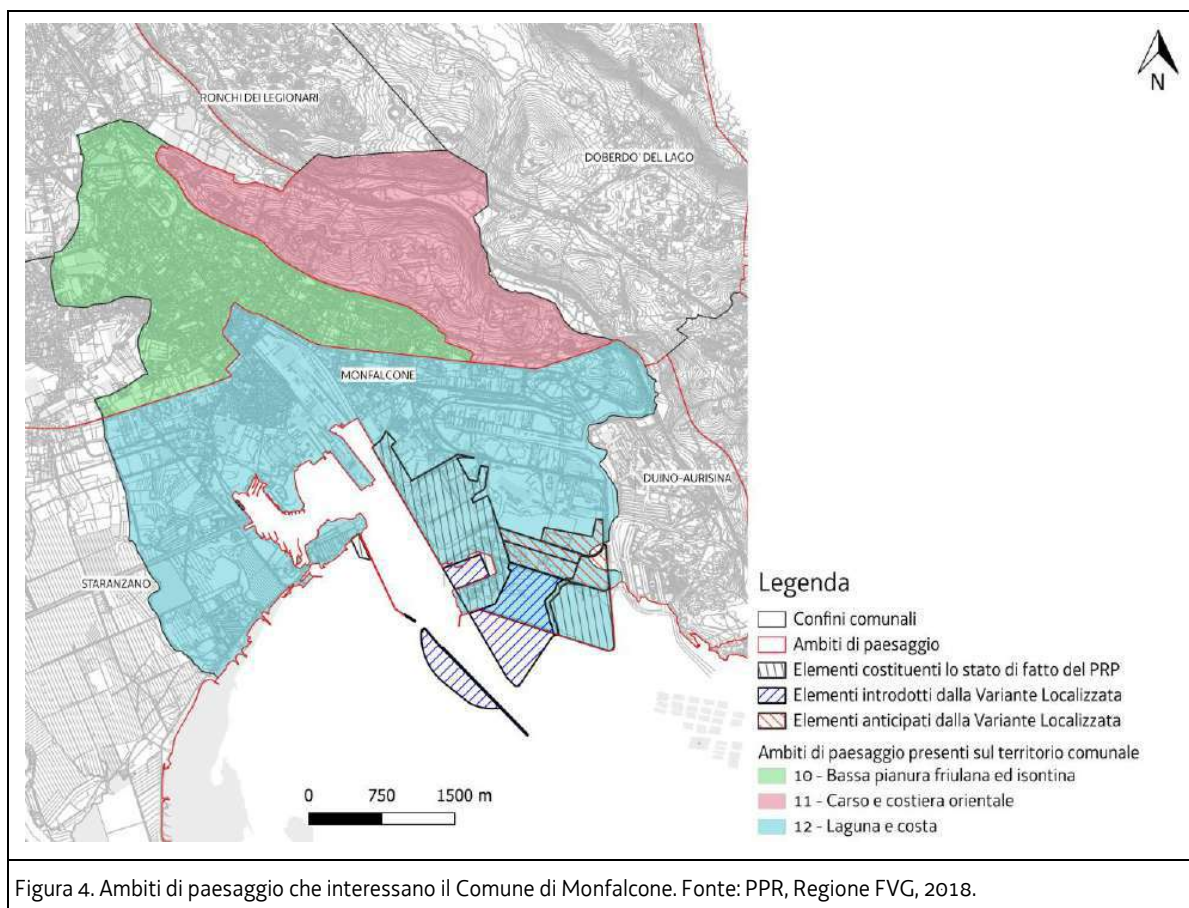 RONCHI DEI LEGIONARI
N
DOBERDO' DEL LAGO
MONFALCONE
DUINO-AURISINA
STARANZANO
Legenda
Confini comunali
Ambiti di paesaggio
Elementi costituenti lo stato di fatto del PRP
Elementi introdotti dalla Variante Localizzata
Elementi anticipati dalla Variante Localizzata
Ambiti di paesaggio presenti sul territorio comunale
10 - Bassa pianura friulana ed isontina
11 - Carso e costiera orientale
12 - Laguna e costa
0 750 1500 m
Figura 4. Ambiti di paesaggio che interessano il Comune di Monfalcone. Fonte: PPR, Regione FVG, 2018.